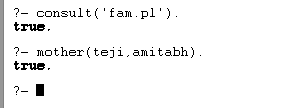 ?- consult('fam.pl').
true.
?- mother(teji,amitabh).
true.
?-